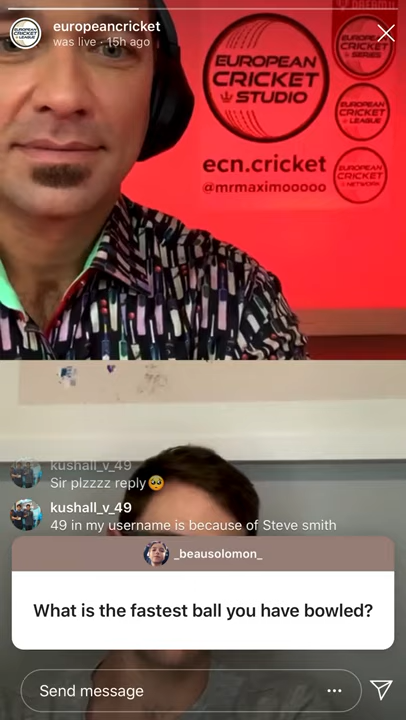 europeancricket
was live · 15h ago
EUROPEAN
CRICKET
STUDIO
EUROPEAN
CRICKET
SERIES
EUROPEAN
CRICKET
LEAGUE
EUROPEAN
CRICKET
NETWORK
ecn.cricket
@mrmaximooooo
kushall_v_49
Sir plzzzz reply🥺
kushall_v_49
49 in my username is because of Steve smith
_beausolomon_
What is the fastest ball you have bowled?
Send message